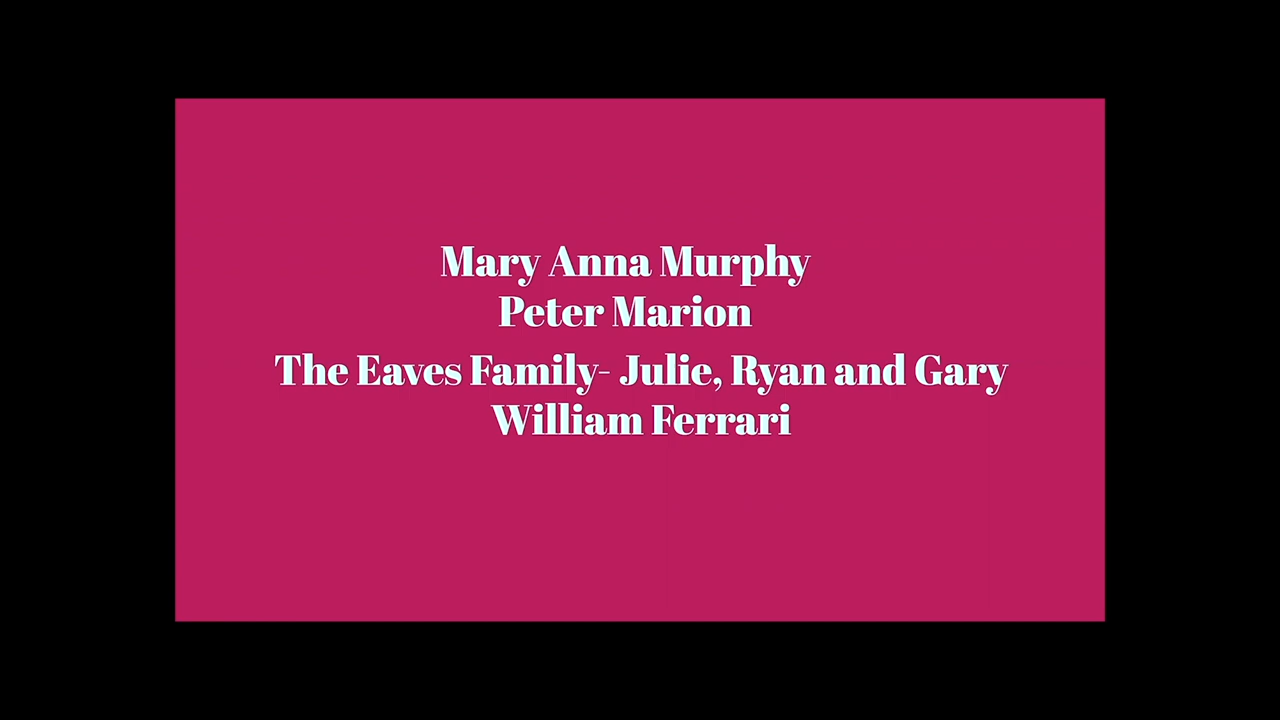 Mary Anna Murphy
Peter Marion
The Eaves Family- Julie, Ryan and Gary
William Ferrari